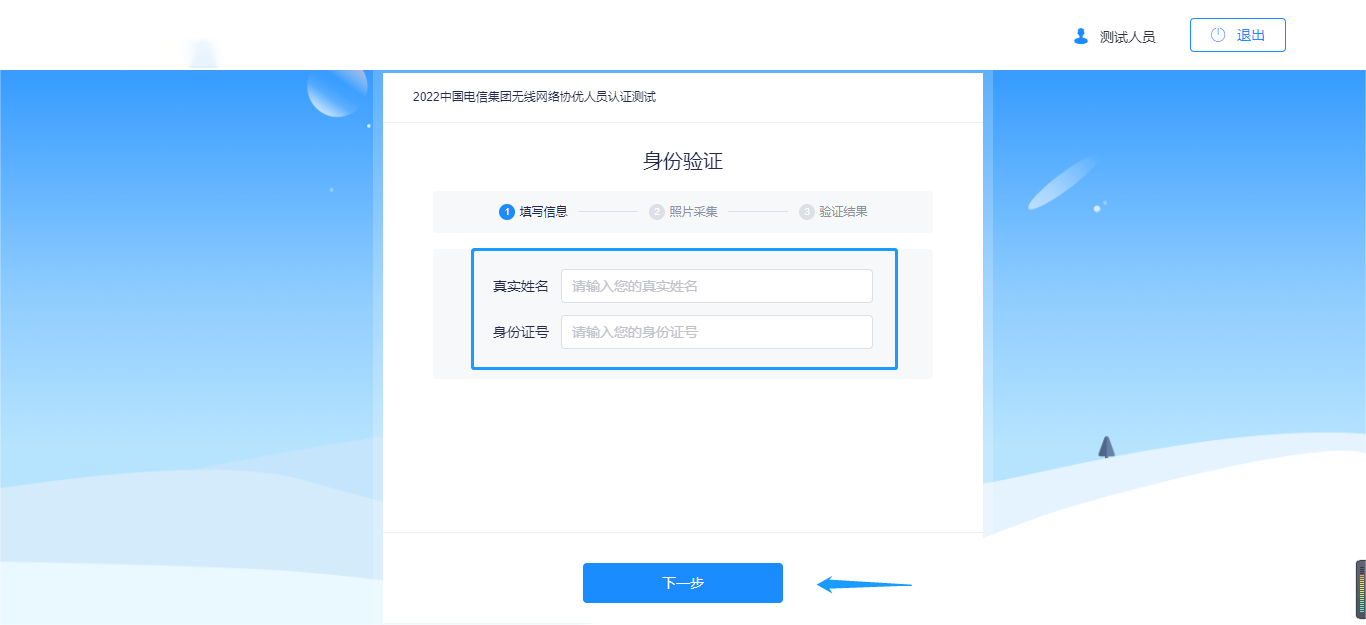 测试人员 退出
2022中国电信集团无线网络协优人员认证测试
身份验证
1 填写信息 2 照片采集 3 验证结果
真实姓名 请输入您的真实姓名
身份证号 请输入您的身份证号
下一步